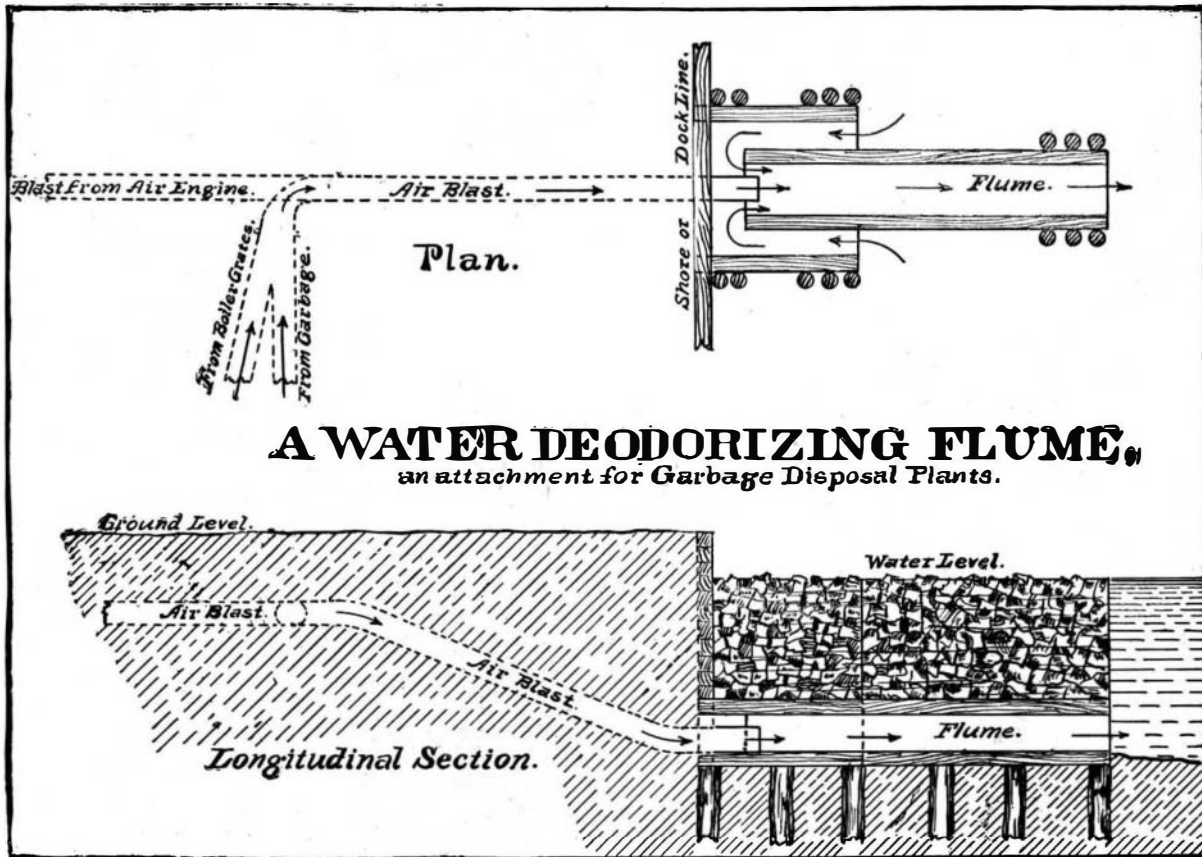 Shore or Dock Line.
Blast from Air Engine.
Air Blast.
Flume.
From Boiler Grates.
From Garbage.
Plan.
A WATER DEODORIZING FLUME,
an attachment for Garbage Disposal Plants.
Ground Level.
Water Level.
Air Blast.
Air Blast.
Flume.
Longitudinal Section.